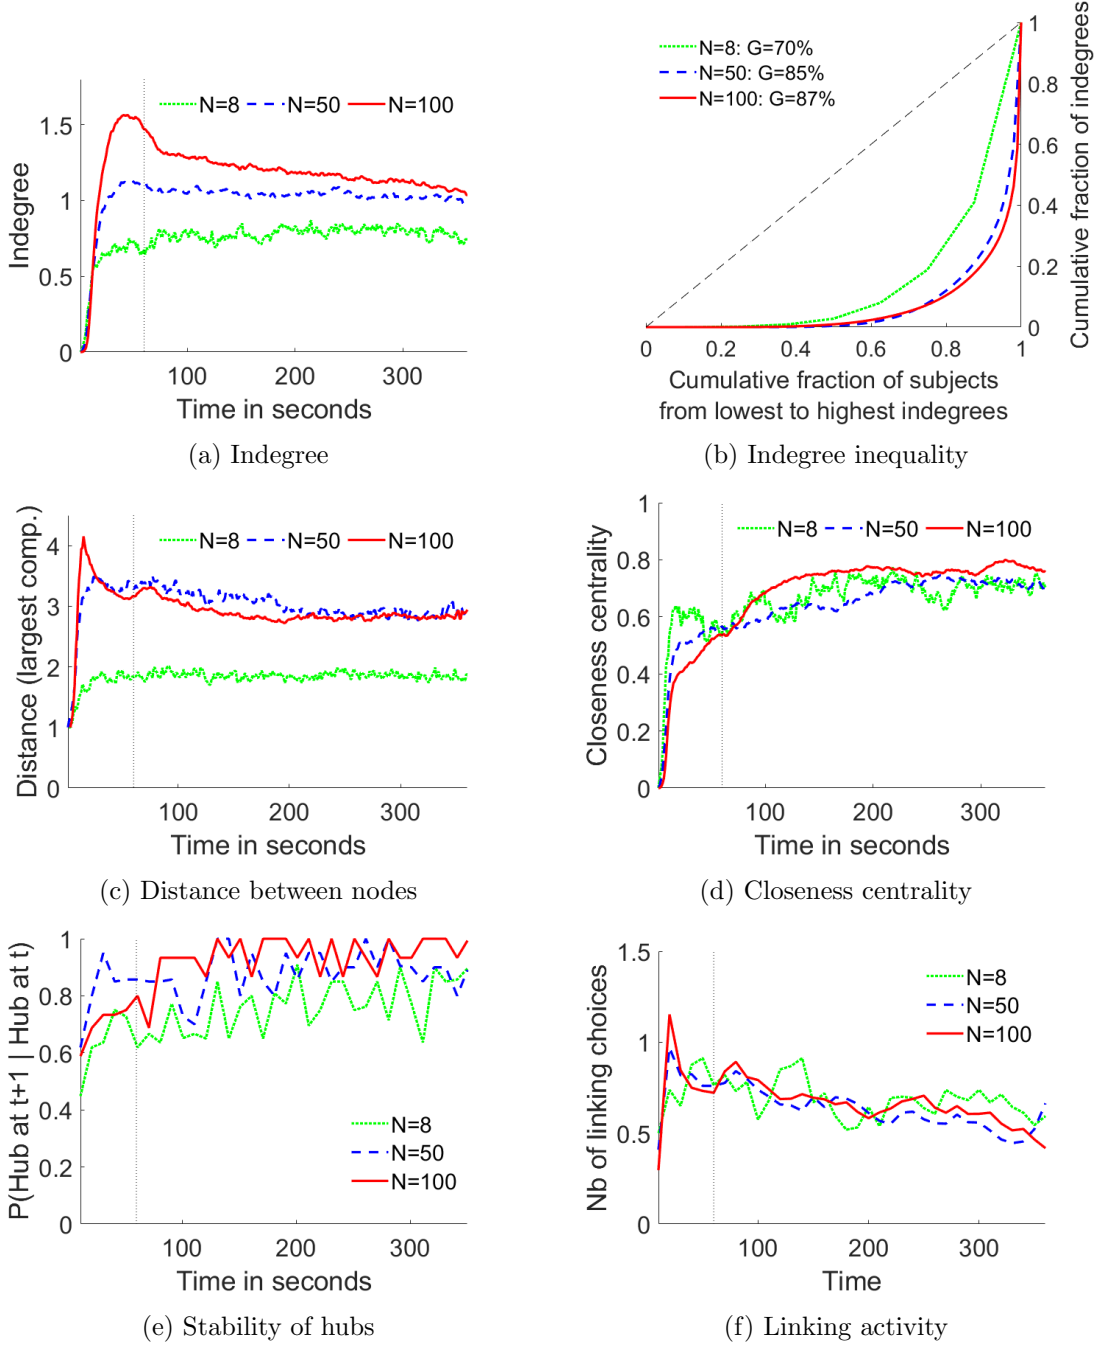 N=8 N=50 N=100
1.5
1
0.5
0
100 200 300
Indegree
Time in seconds
(a) Indegree
N=8: G=70%
N=50: G=85%
N=100: G=87%
1
0.8
0.6
0.4
0.2
0
0 0.2 0.4 0.6 0.8 1
Cumulative fraction of indegrees
Cumulative fraction of subjects
from lowest to highest indegrees
(b) Indegree inequality
N=8 N=50 N=100
4
3
2
1
0
100 200 300
Distance (largest comp.)
Time in seconds
(c) Distance between nodes
1
N=8 N=50 N=100
0.8
0.6
0.4
0.2
0
100 200 300
Closeness centrality
Time in seconds
(d) Closeness centrality
1
0.8
0.6
0.4
0.2
0
N=8
N=50
N=100
100 200 300
P(Hub at t+1 | Hub at t)
Time in seconds
(e) Stability of hubs
1.5
1
0.5
0
N=8
N=50
N=100
100 200 300
Nb of linking choices
Time
(f) Linking activity